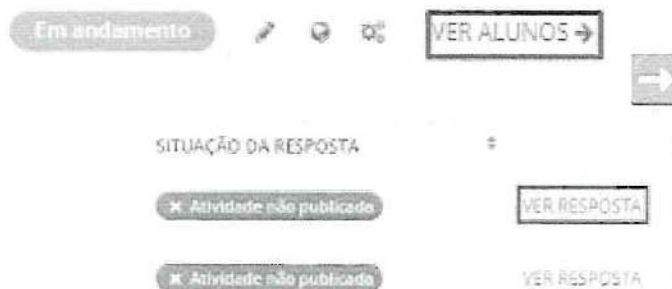 Em andamento VER ALUNOS →
SITUAÇÃO DA RESPOSTA
× Atividade não publicada VER RESPOSTA
× Atividade não publicada VER RESPOSTA